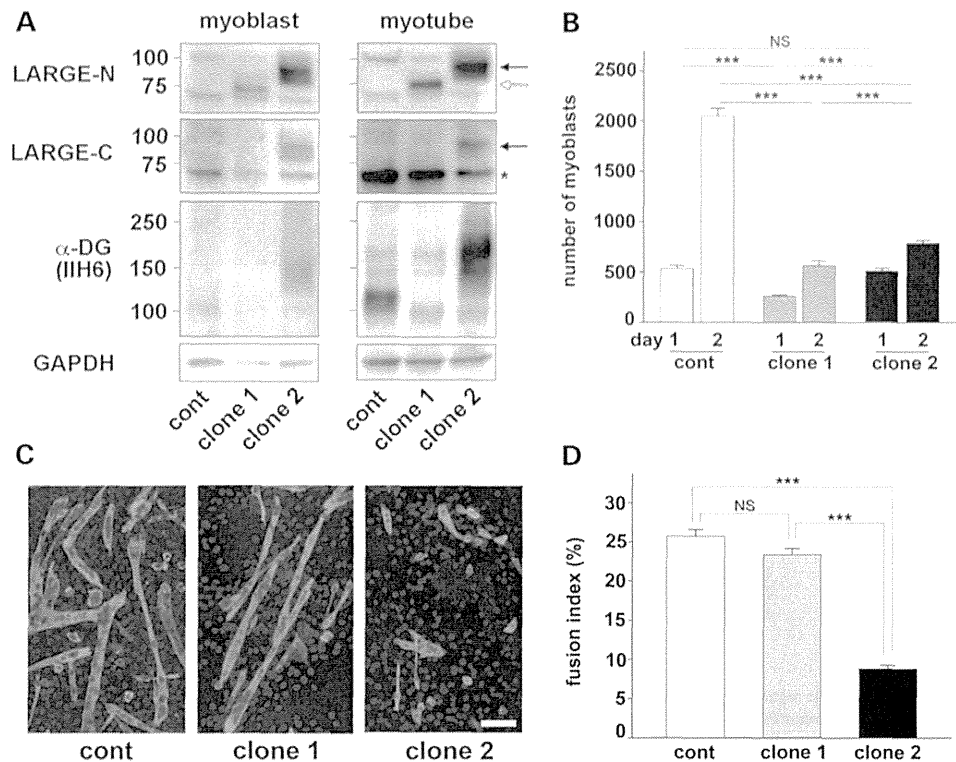 A
myoblast
myotube
LARGE-N
100
75
LARGE-C
100
75
*
α-DG
(IIH6)
250
150
100
GAPDH
cont
clone 1
clone 2
cont
clone 1
clone 2
B
NS
*** ***
***
*** ***
number of myoblasts
2500
2000
1500
1000
500
0
day 1 2 1 2 1 2
cont clone 1 clone 2
C
cont clone 1 clone 2
D
***
NS ***
fusion index (%)
30
25
20
15
10
5
0
cont clone 1 clone 2